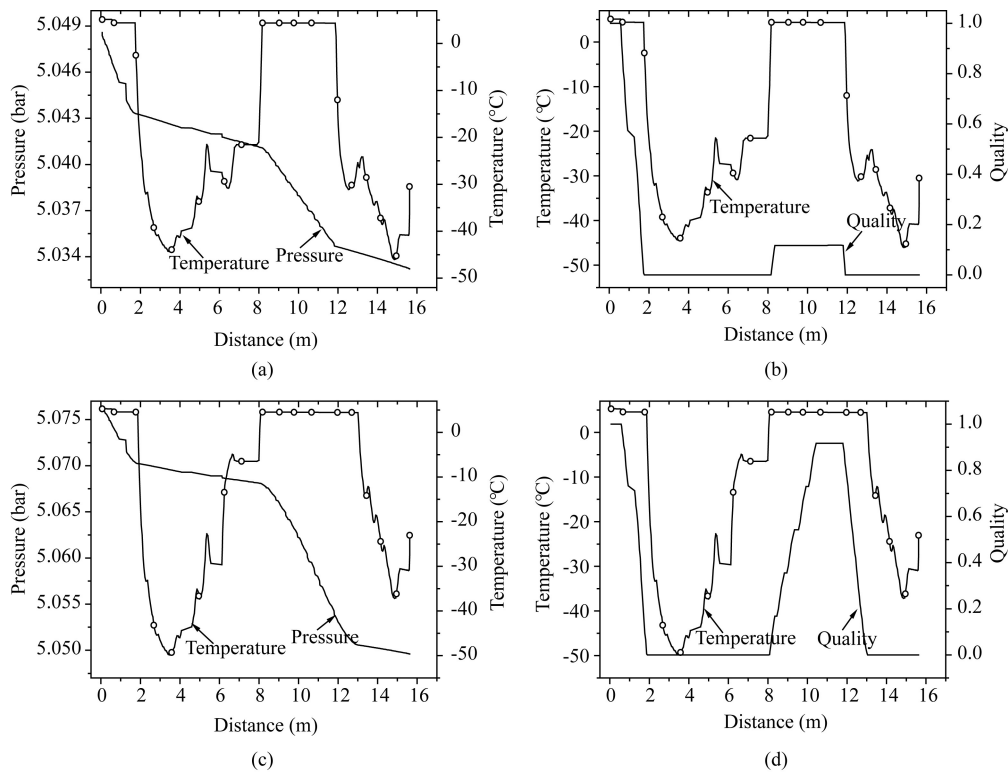 5.049
5.046
5.043
5.040
5.037
5.034
Pressure (bar)
0
-10
-20
-30
-40
-50
Temperature (°C)
Temperature
Pressure
0 2 4 6 8 10 12 14 16
Distance (m)
(a)
0
-10
-20
-30
-40
-50
Temperature (°C)
1.0
0.8
0.6
0.4
0.2
0.0
Quality
Temperature
Quality
0 2 4 6 8 10 12 14 16
Distance (m)
(b)
5.075
5.070
5.065
5.060
5.055
5.050
Pressure (bar)
0
-10
-20
-30
-40
-50
Temperature (°C)
Temperature
Pressure
0 2 4 6 8 10 12 14 16
Distance (m)
(c)
0
-10
-20
-30
-40
-50
Temperature (°C)
1.0
0.8
0.6
0.4
0.2
0.0
Quality
Temperature
Quality
0 2 4 6 8 10 12 14 16
Distance (m)
(d)